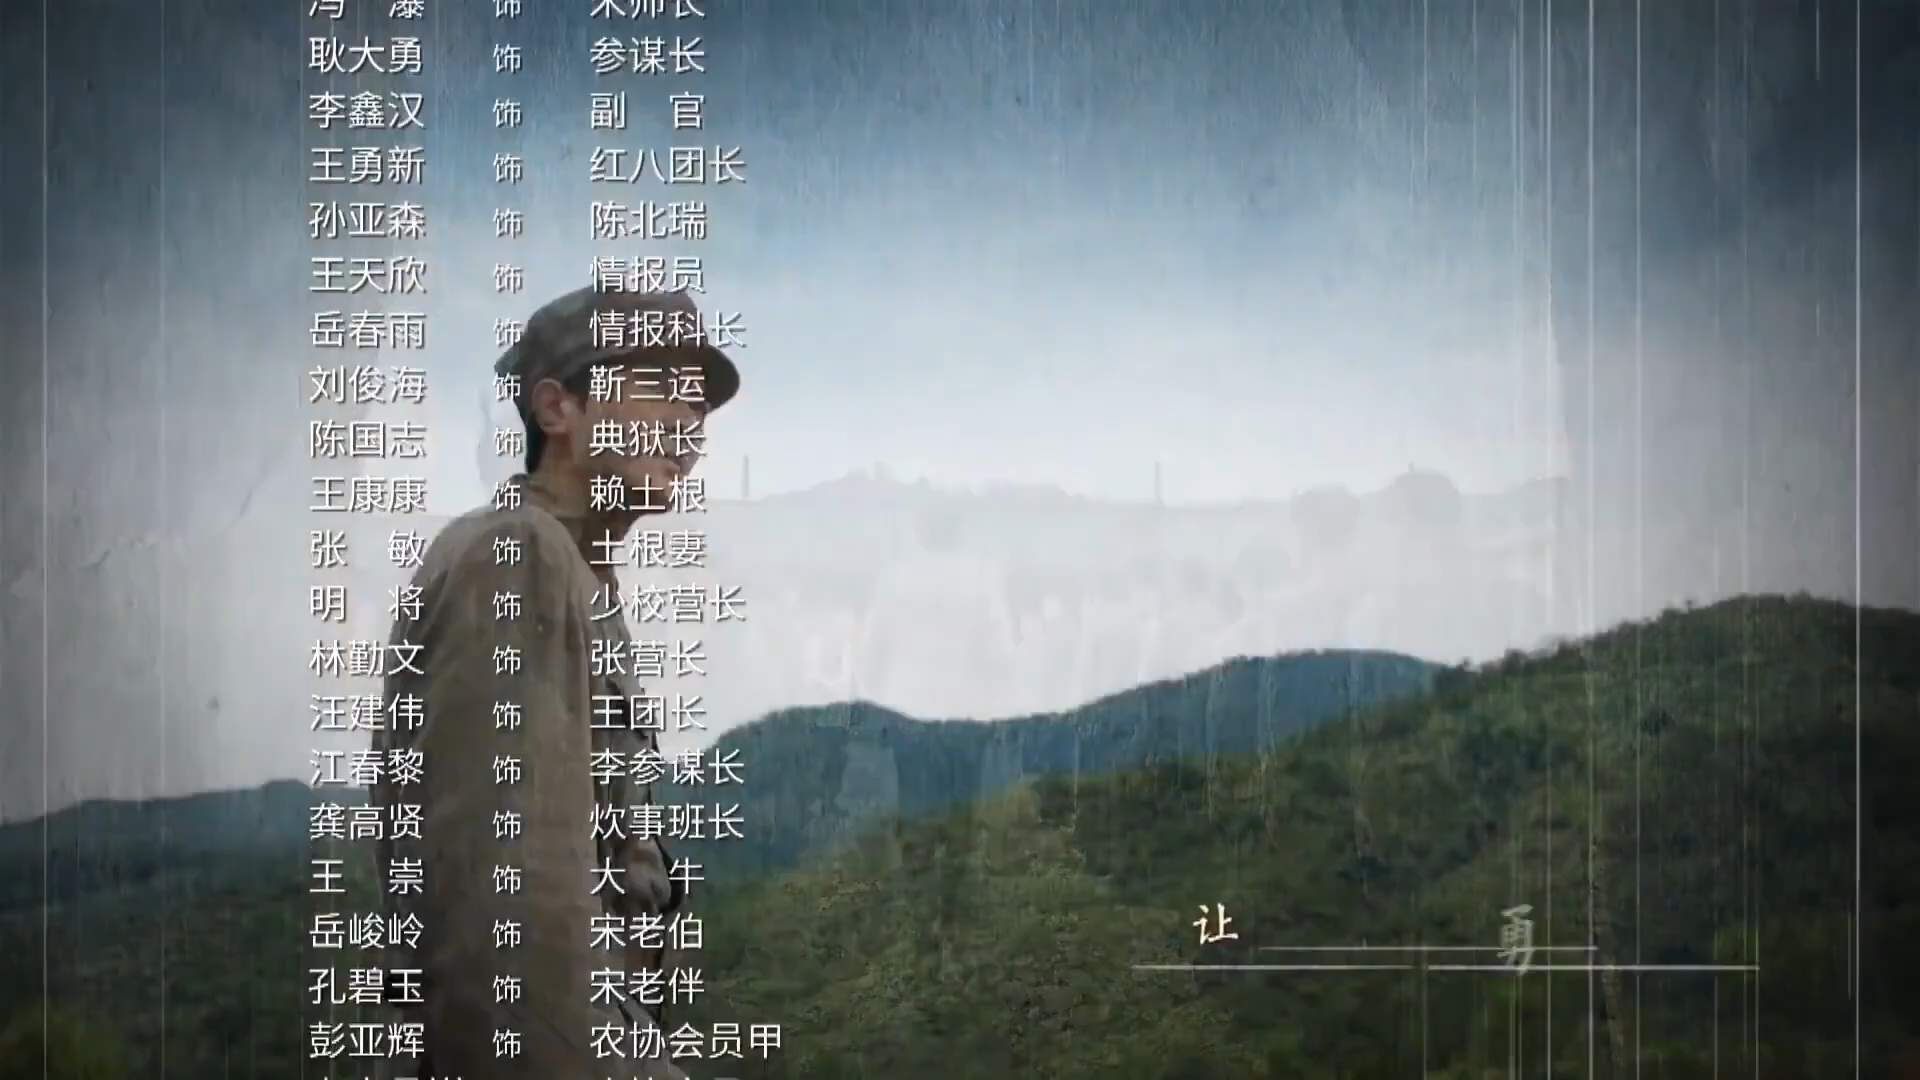 耿大勇 饰 参谋长
李鑫汉 饰 副 官
王勇新 饰 红八团长
孙亚森 饰 陈北瑞
王天欣 饰 情报员
岳春雨 饰 情报科长
刘俊海 饰 靳三运
陈国志 饰 典狱长
王康康 饰 赖土根
张 敏 饰 土根妻
明 将 饰 少校营长
林勤文 饰 张营长
汪建伟 饰 王团长
江春黎 饰 李参谋长
龚高贤 饰 炊事班长
王 崇 饰 大 牛
岳峻岭 饰 宋老伯
孔碧玉 饰 宋老伴
彭亚辉 饰 农协会员甲
让 勇